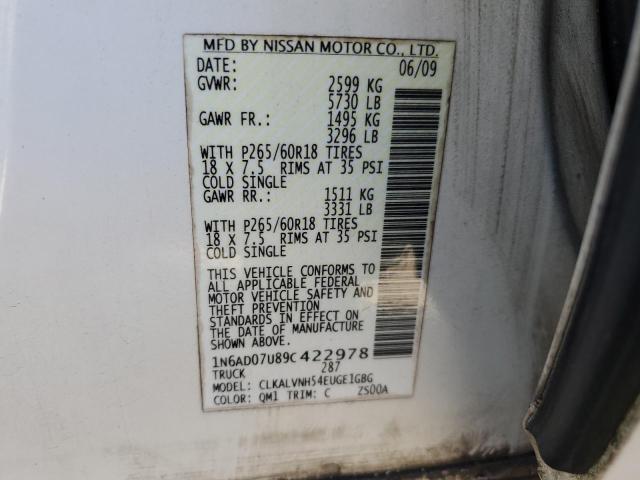 MFD BY NISSAN MOTOR CO., LTD.
DATE: 06/09
GVWR: 2599 KG
5730 LB
GAWR FR.: 1495 KG
3296 LB
WITH P265/60R18 TIRES
18 X 7.5 RIMS AT 35 PSI
COLD SINGLE
GAWR RR.: 1511 KG
3331 LB
WITH P265/60R18 TIRES
18 X 7.5 RIMS AT 35 PSI
COLD SINGLE
THIS VEHICLE CONFORMS TO
ALL APPLICABLE FEDERAL
MOTOR VEHICLE SAFETY AND
THEFT PREVENTION
STANDARDS IN EFFECT ON
THE DATE OF MANUFACTURE
SHOWN ABOVE.
1N6AD07U89C422978
TRUCK 287
MODEL: CLKALVNH54EUGE1GBG
COLOR: QM1 TRIM: C ZS00A